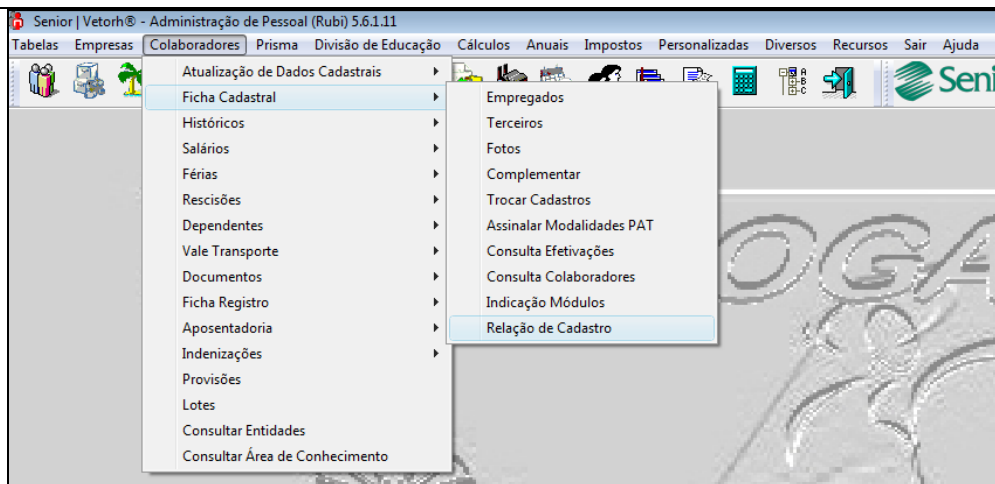 Senior | Vetorh® - Administração de Pessoal (Rubi) 5.6.1.11
Tabelas Empresas Colaboradores Prisma Divisão de Educação Cálculos Anuais Impostos Personalizadas Diversos Recursos Sair Ajuda
Seni
Atualização de Dados Cadastrais
Ficha Cadastral
Históricos
Salários
Férias
Rescisões
Dependentes
Vale Transporte
Documentos
Ficha Registro
Aposentadoria
Indenizações
Provisões
Lotes
Consultar Entidades
Consultar Área de Conhecimento
Empregados
Terceiros
Fotos
Complementar
Trocar Cadastros
Assinalar Modalidades PAT
Consulta Efetivações
Consulta Colaboradores
Indicação Módulos
Relação de Cadastro
OGA